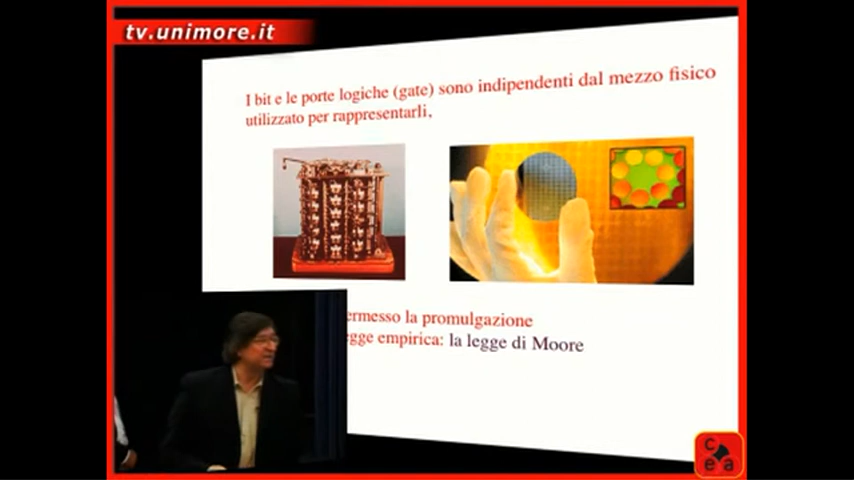 tv.unimore.it
I bit e le porte logiche (gate) sono indipendenti dal mezzo fisico
utilizzato per rappresentarli,
ermesso la promulgazione
egge empirica: la legge di Moore
c
e a